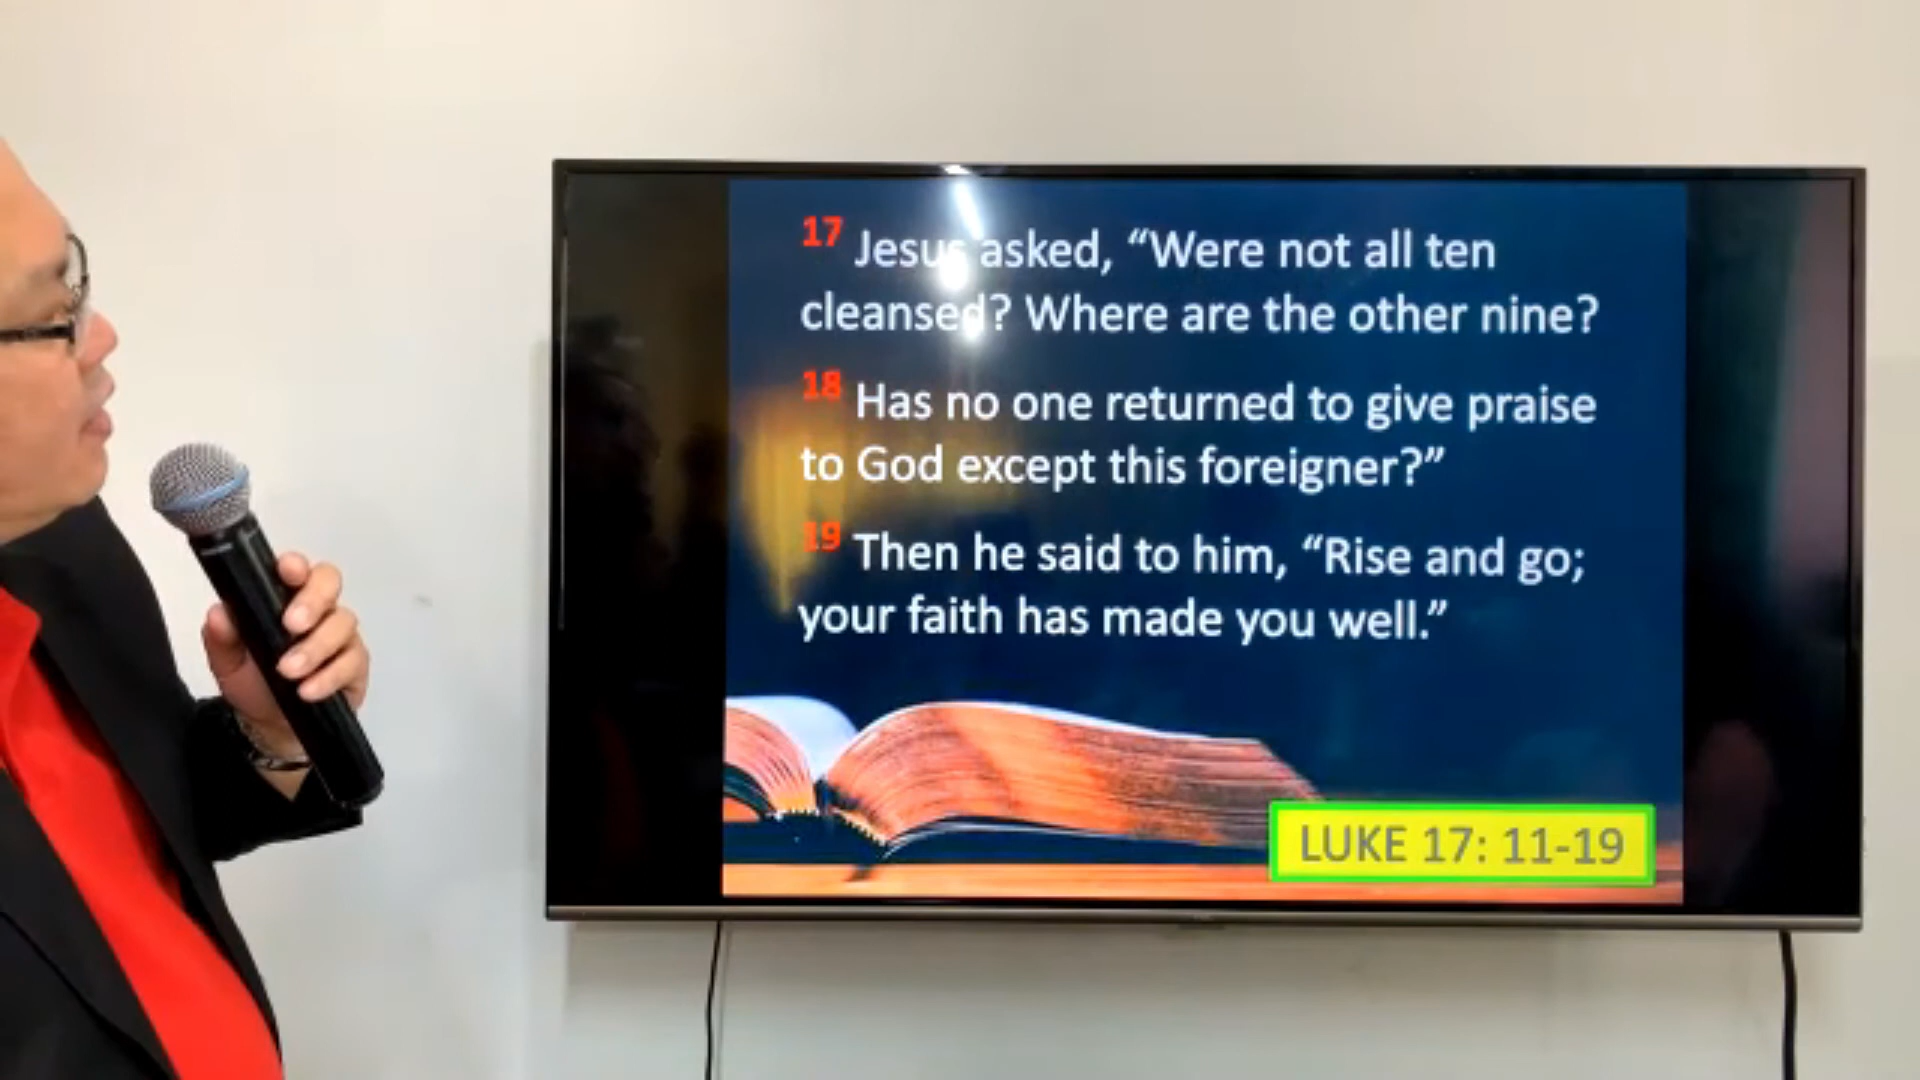 17 Jesus asked, “Were not all ten
cleansed? Where are the other nine?
18 Has no one returned to give praise
to God except this foreigner?”
19 Then he said to him, “Rise and go;
your faith has made you well.”
LUKE 17: 11-19